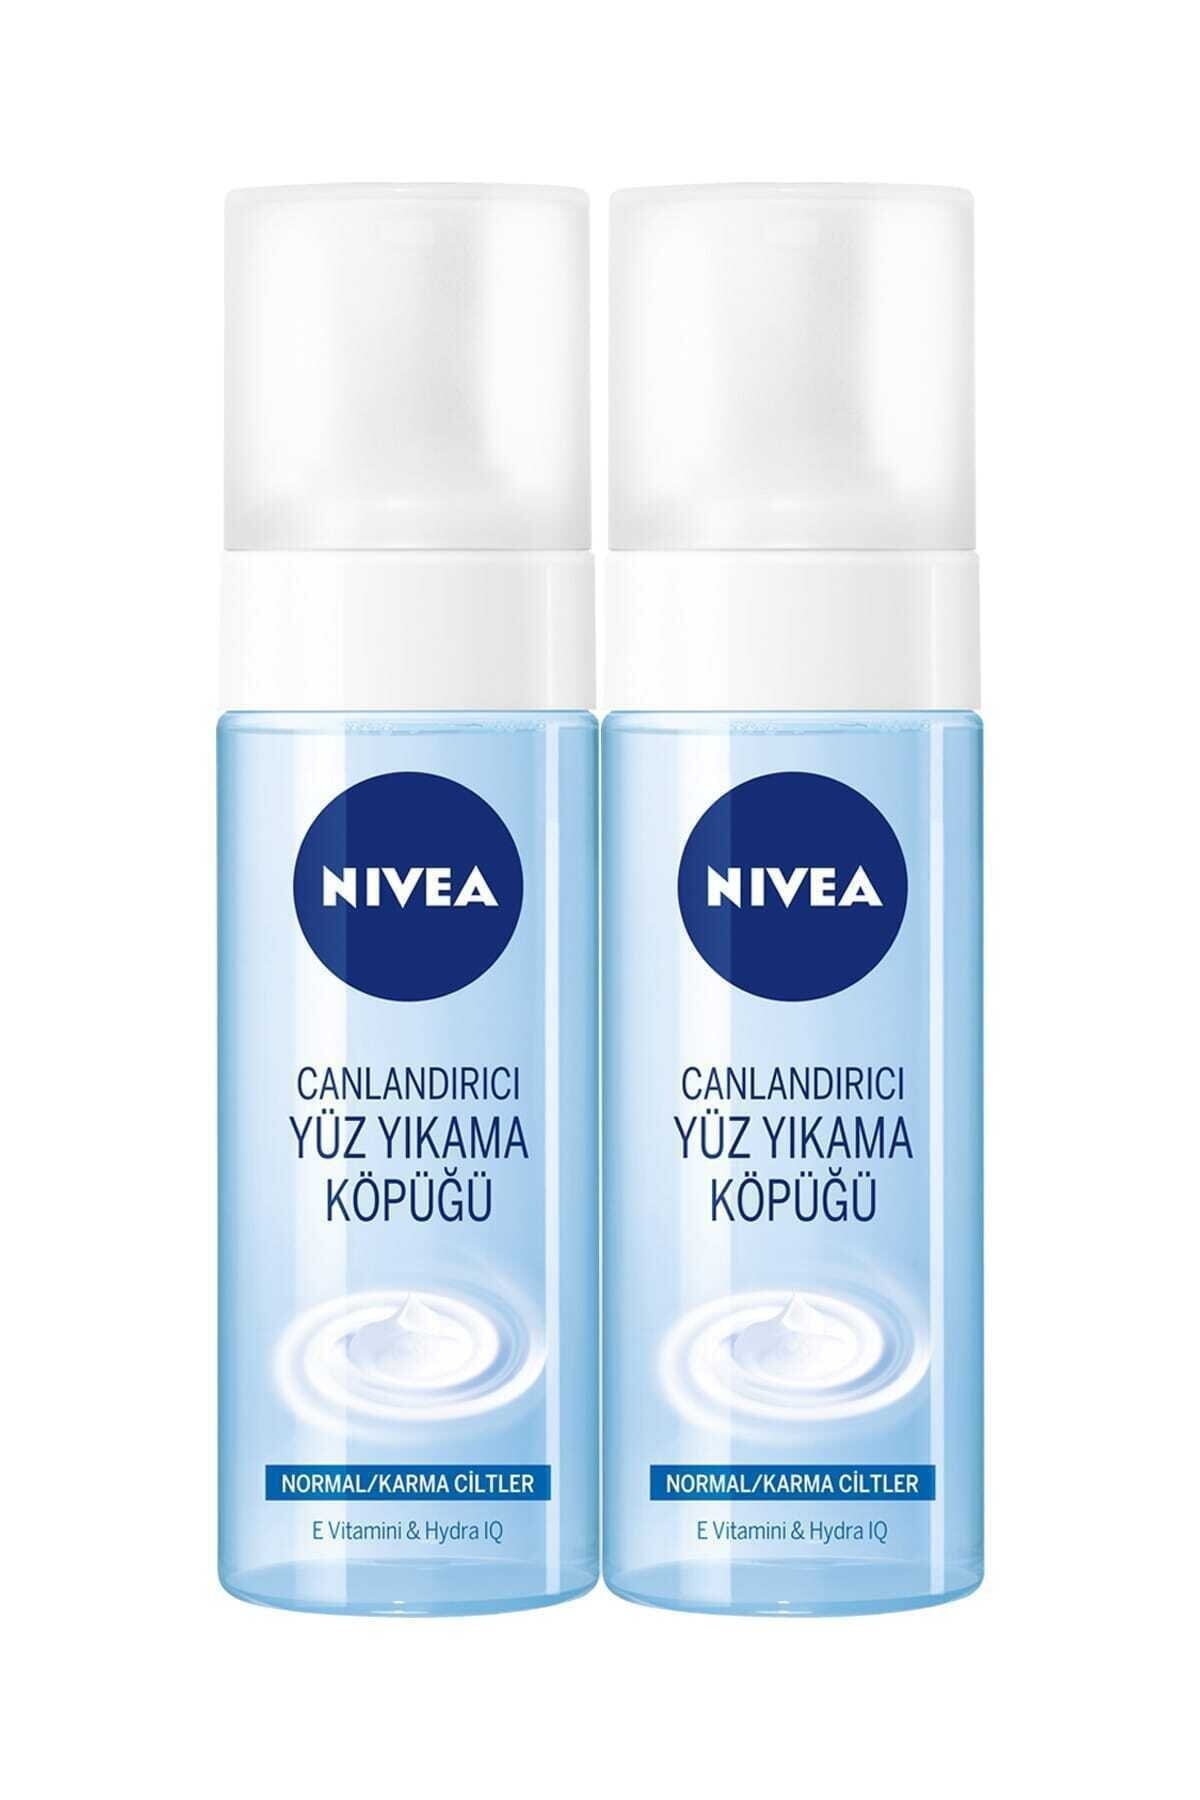 NIVEA
CANLANDIRICI
YÜZ YIKAMA
KÖPÜĞÜ
NORMAL/KARMA CİLTLER
E Vitamini & Hydra IQ
NIVEA
CANLANDIRICI
YÜZ YIKAMA
KÖPÜĞÜ
NORMAL/KARMA CİLTLER
E Vitamini & Hydra IQ